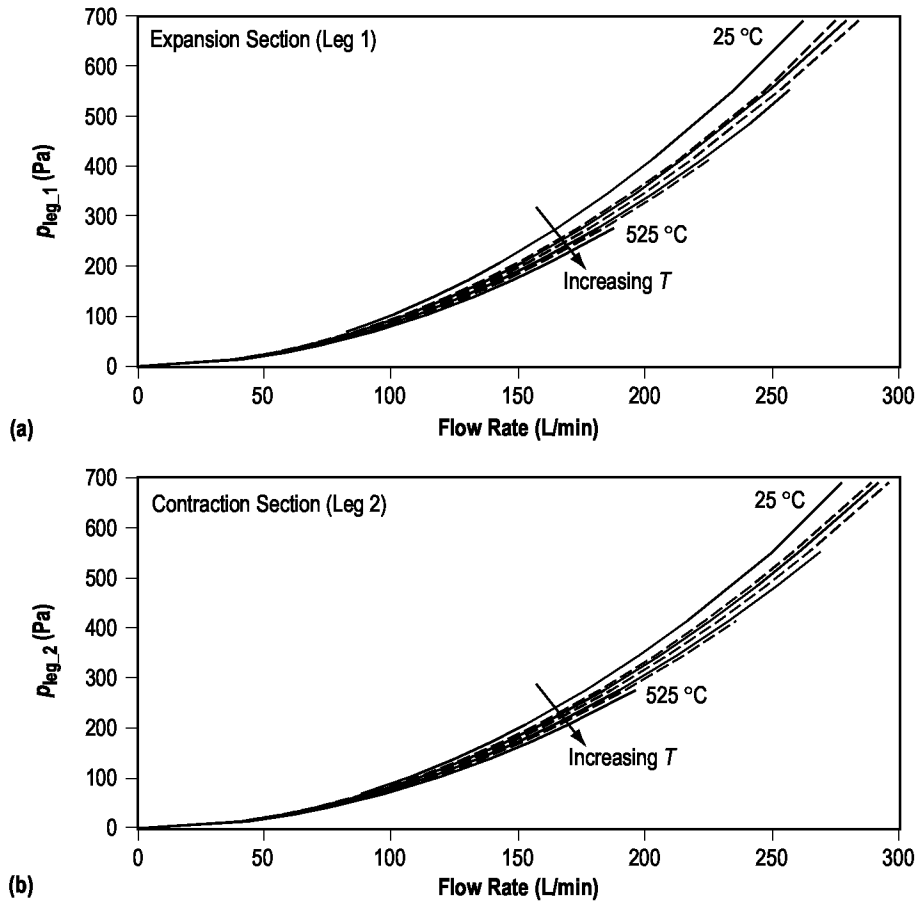 700
Expansion Section (Leg 1)
25 °C
600
500
400
300
200
100
0
p_leg_1 (Pa)
525 °C
Increasing T
0 50 100 150 200 250 300
(a)
Flow Rate (L/min)
700
Contraction Section (Leg 2)
25 °C
600
500
400
300
200
100
0
p_leg_2 (Pa)
525 °C
Increasing T
0 50 100 150 200 250 300
(b)
Flow Rate (L/min)